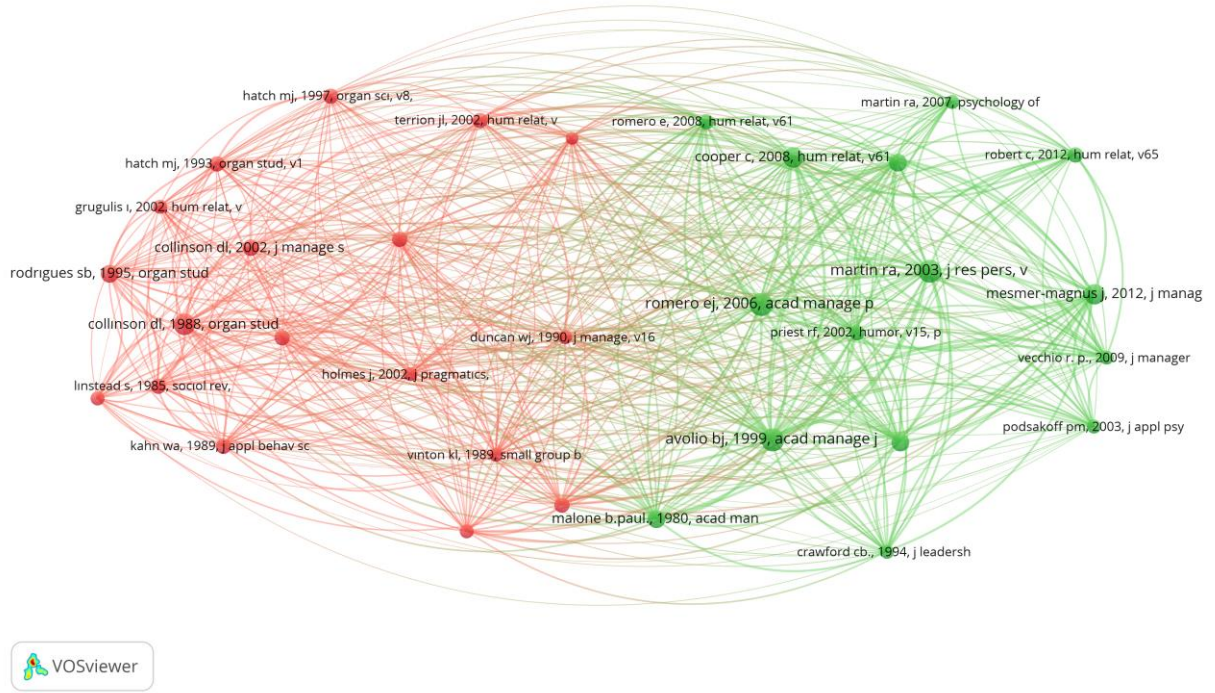 hatch mj, 1997, organ scı, v8,
martin ra, 2007, psychology of
terrion jl, 2002, hum relat, v
romero e, 2008, hum relat, v61
hatch mj, 1993, organ stud, v1
cooper c, 2008, hum relat, v61
robert c, 2012, hum relat, v65
grugulis ı, 2002, hum relat, v
collinson dl, 2002, j manage s
rodrıgues sb, 1995, organ stud
martin ra, 2003, j res pers, v
mesmer-magnus j, 2012, j manag
romero ej, 2006, acad manage p
collınson dl, 1988, organ stud
duncan wj, 1990, j manage, v16
priest rf, 2002, humor, v15, p
vecchio r. p., 2009, j manager
holmes j, 2002, j pragmatıcs,
lınstead s, 1985, socıol rev,
podsakoff pm, 2003, j appl psy
kahn wa, 1989, j appl behav sc
avolio bj, 1999, acad manage j
vınton kl, 1989, small group b
malone b.paul., 1980, acad man
crawford cb., 1994, j leadersh
VOSviewer